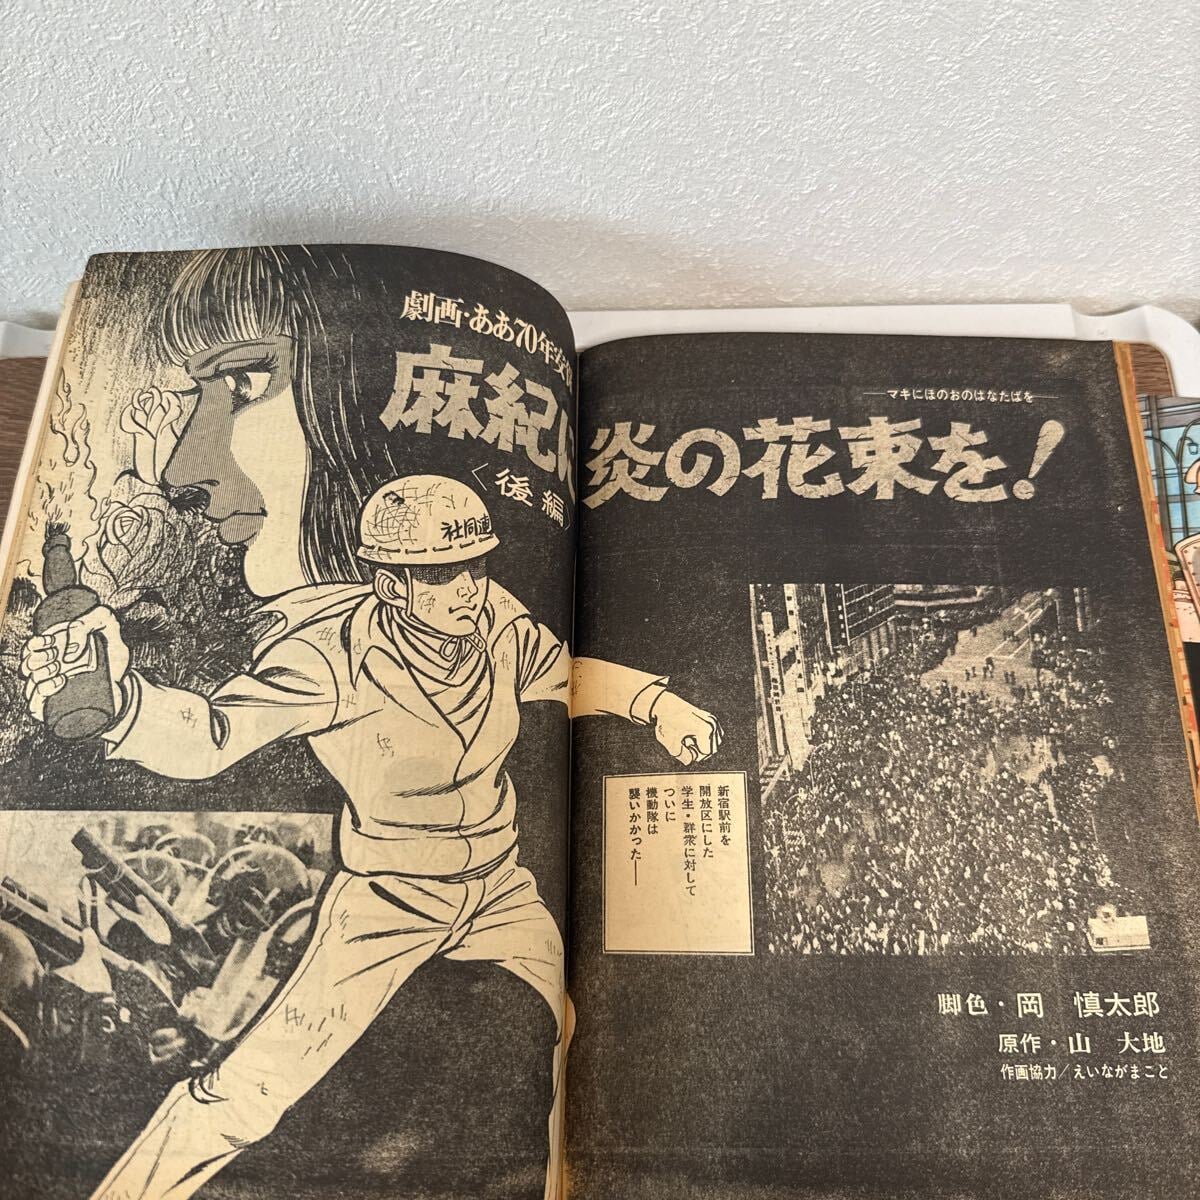 劇画・ああ70年安保
麻紀に炎の花束を!
―マキにほのおのはなたばを―
〈後編〉
社同連
新宿駅前を
開放区にした
学生・群衆に対して
ついに
機動隊は
襲いかかった――
脚色・岡 慎太郎
原作・山 大地
作画協力/えいながまこと